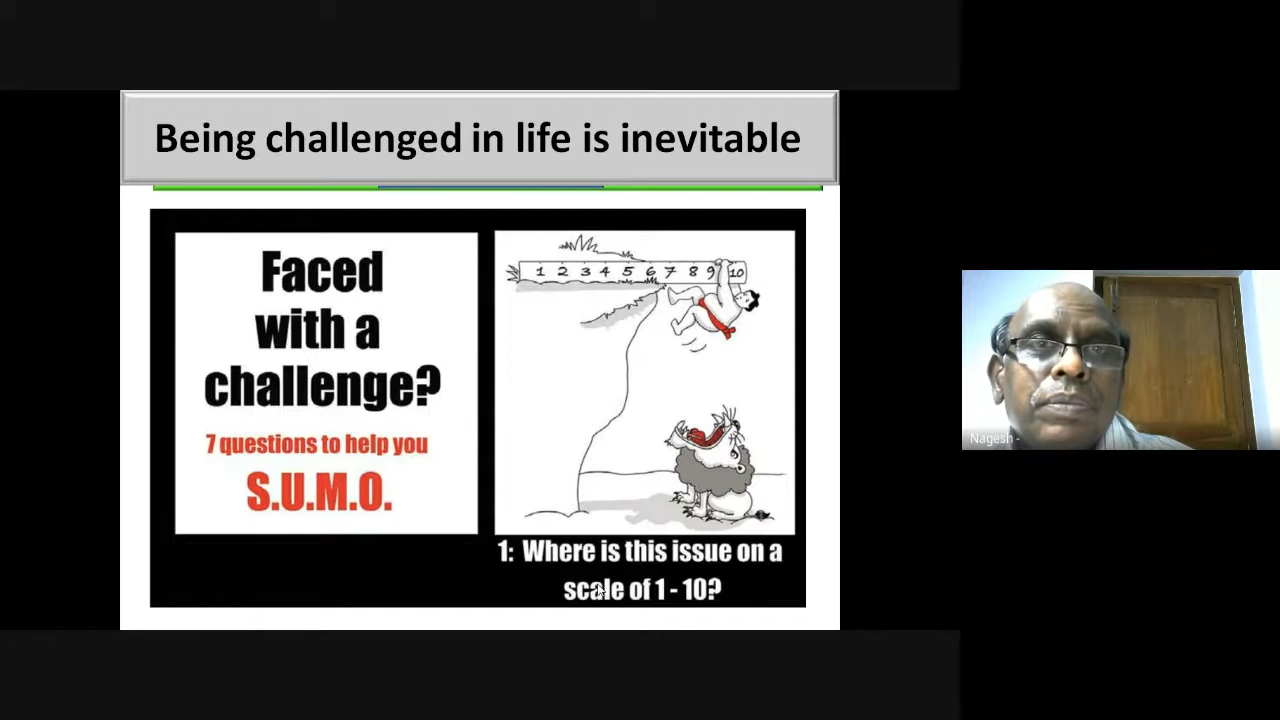 Being challenged in life is inevitable
Faced
with a
challenge?
7 questions to help you
S.U.M.O.
1 2 3 4 5 6 7 8 9 10
1: Where is this issue on a
scale of 1 - 10?
Nagesh -